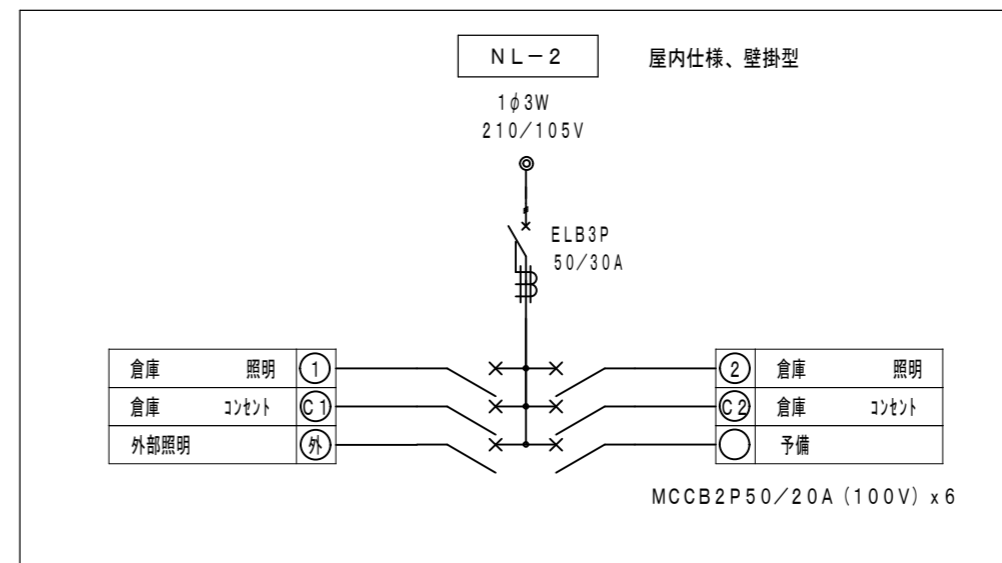 NL-2 屋内仕様、壁掛型
1φ3W
210/105V
ELB3P
50/30A
倉庫 照明 1
倉庫 コンセント C1
外部照明 外
2 倉庫 照明
C2 倉庫 コンセント
予備
MCCB2P50/20A(100V)x6